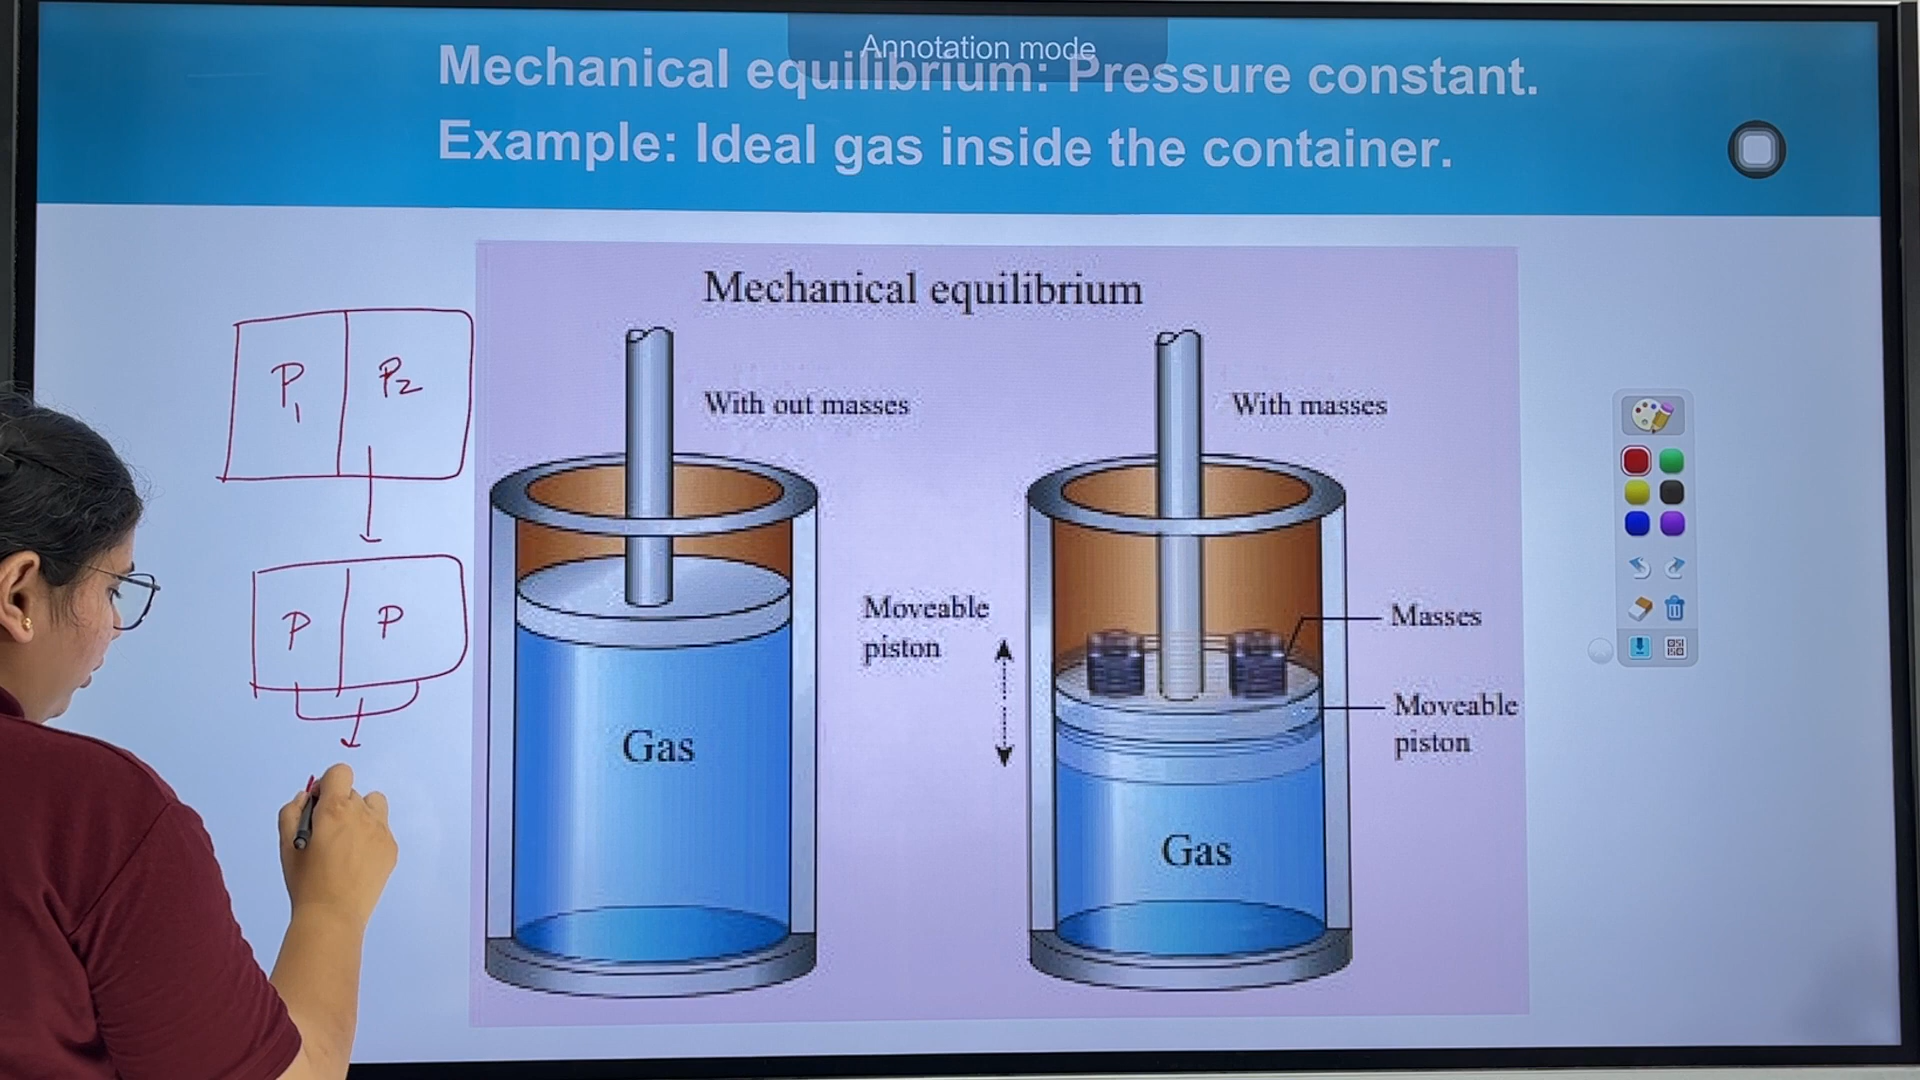 Annotation mode
Mechanical equilibrium: Pressure constant.
Example: Ideal gas inside the container.
Mechanical equilibrium
With out masses
With masses
P1
P2
P
P
Moveable
piston
Masses
Moveable
piston
Gas
Gas